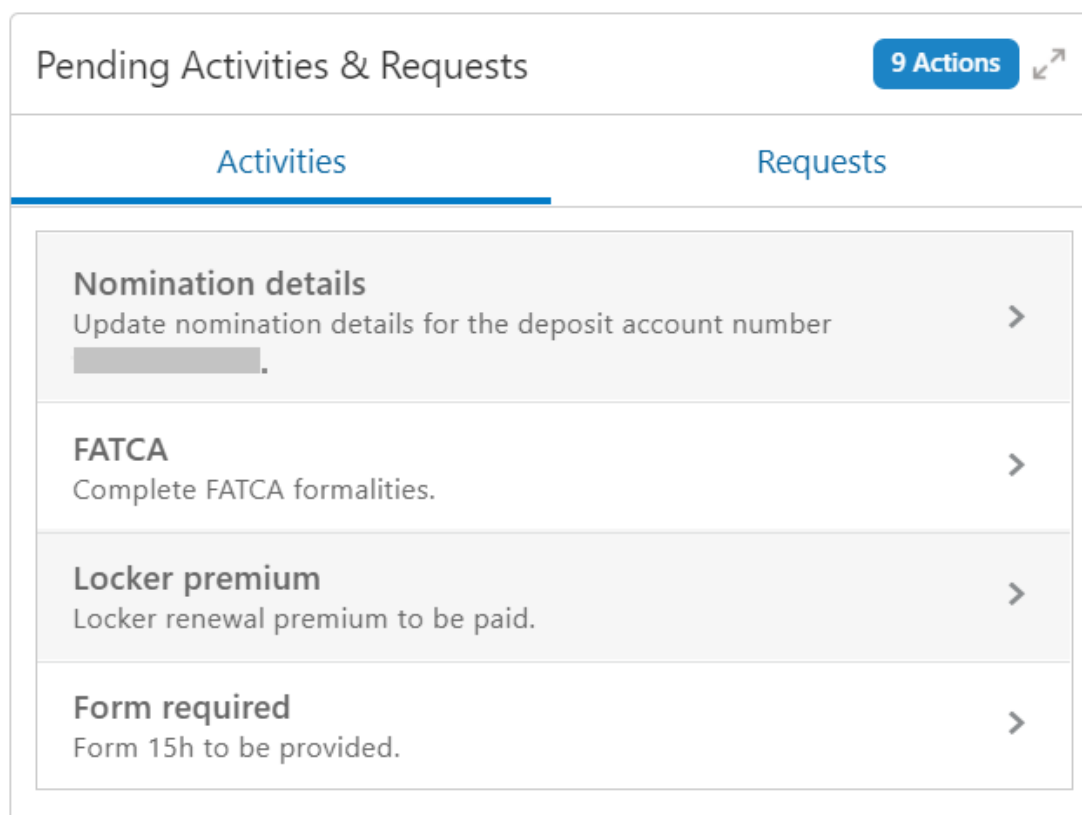 Pending Activities & Requests
9 Actions
Activities
Requests
Nomination details
Update nomination details for the deposit account number
.
FATCA
Complete FATCA formalities.
Locker premium
Locker renewal premium to be paid.
Form required
Form 15h to be provided.